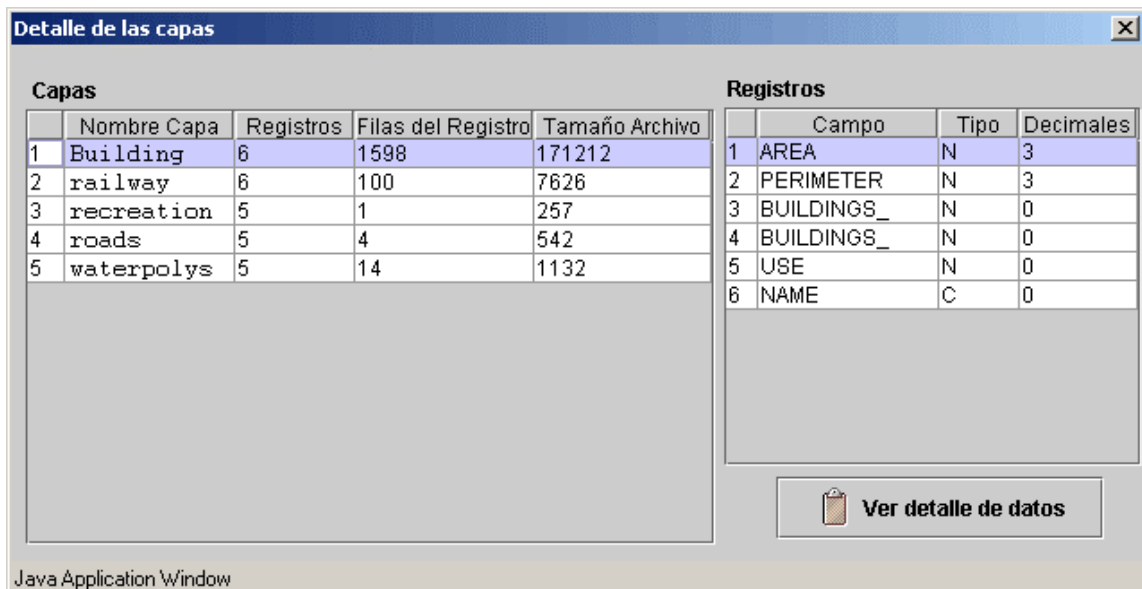 Detalle de las capas
Capas
Nombre Capa Registros Filas del Registro Tamaño Archivo
1 Building 6 1598 171212
2 railway 6 100 7626
3 recreation 5 1 257
4 roads 5 4 542
5 waterpolys 5 14 1132
Registros
Campo Tipo Decimales
1 AREA N 3
2 PERIMETER N 3
3 BUILDINGS_ N 0
4 BUILDINGS_ N 0
5 USE N 0
6 NAME C 0
Ver detalle de datos
Java Application Window